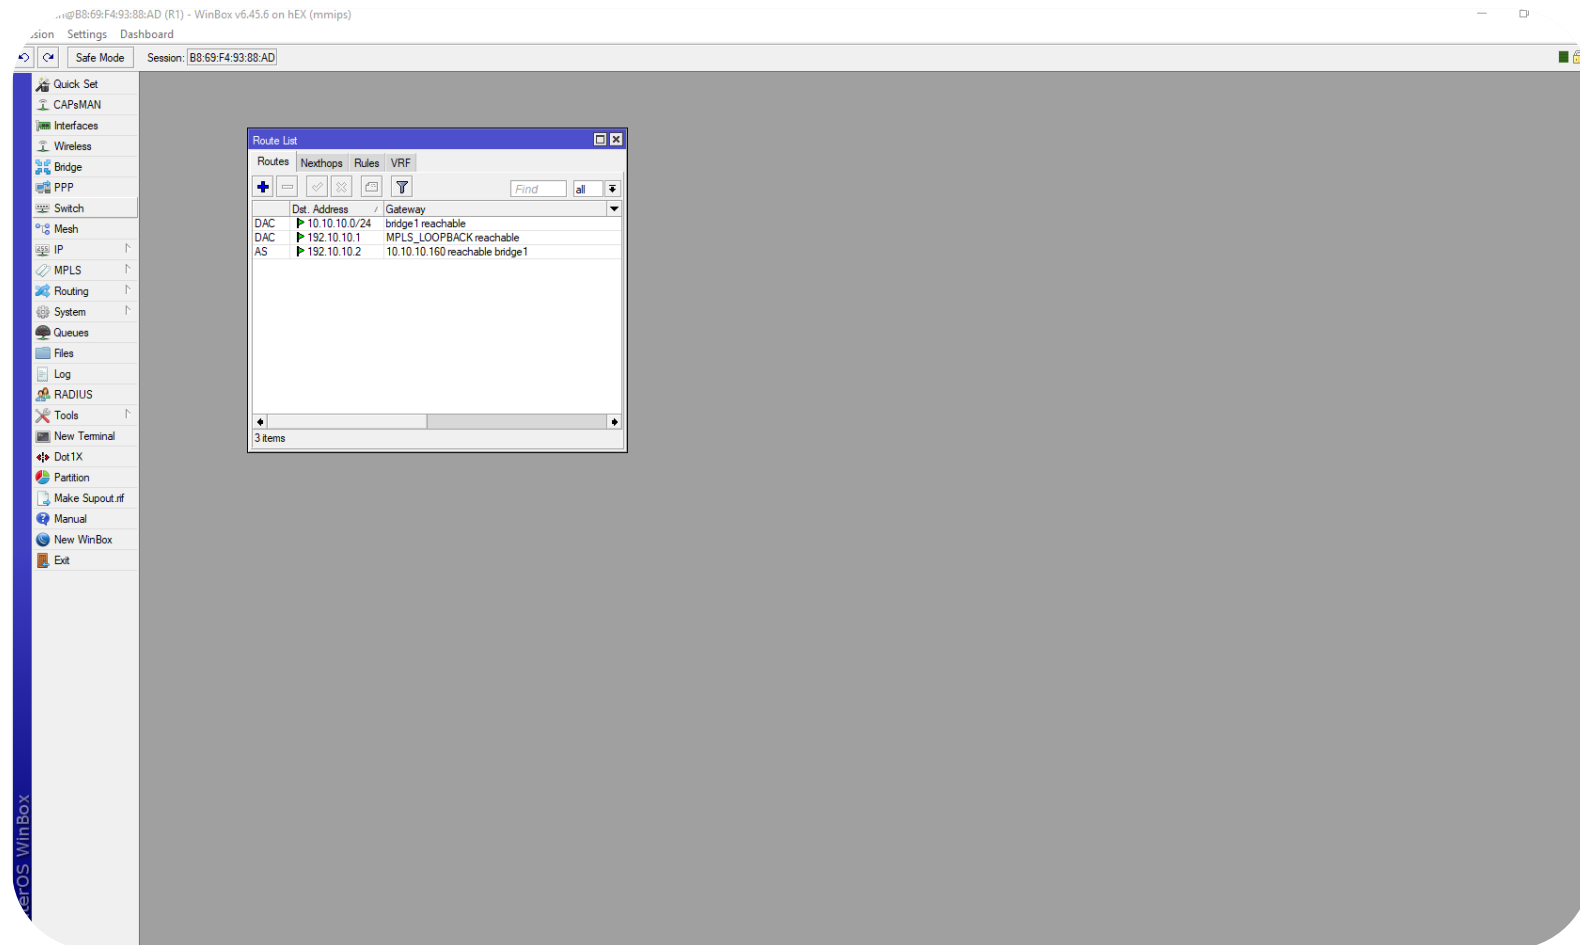 @B8:69:F4:93:88:AD (R1) - WinBox v6.45.6 on hEX (mmips)
Settings Dashboard
Safe Mode Session: B8:69:F4:93:88:AD
Quick Set
CAPsMAN
Interfaces
Wireless
Bridge
PPP
Switch
Mesh
IP
MPLS
Routing
System
Queues
Files
Log
RADIUS
Tools
New Terminal
Dot1X
Partition
Make Supout.rif
Manual
New WinBox
Exit
Route List
Routes Nexthops Rules VRF
Find all
Dst. Address Gateway
DAC 10.10.10.0/24 bridge1 reachable
DAC 192.10.10.1 MPLS_LOOPBACK reachable
AS 192.10.10.2 10.10.10.160 reachable bridge1
3 items
WinBox